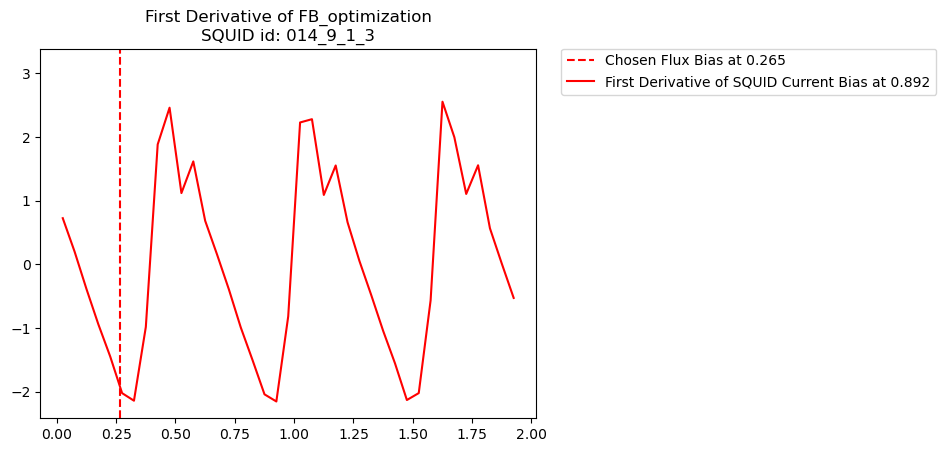 First Derivative of FB_optimization
SQUID id: 014_9_1_3
Chosen Flux Bias at 0.265
First Derivative of SQUID Current Bias at 0.892
3
2
1
0
−1
−2
0.00 0.25 0.50 0.75 1.00 1.25 1.50 1.75 2.00